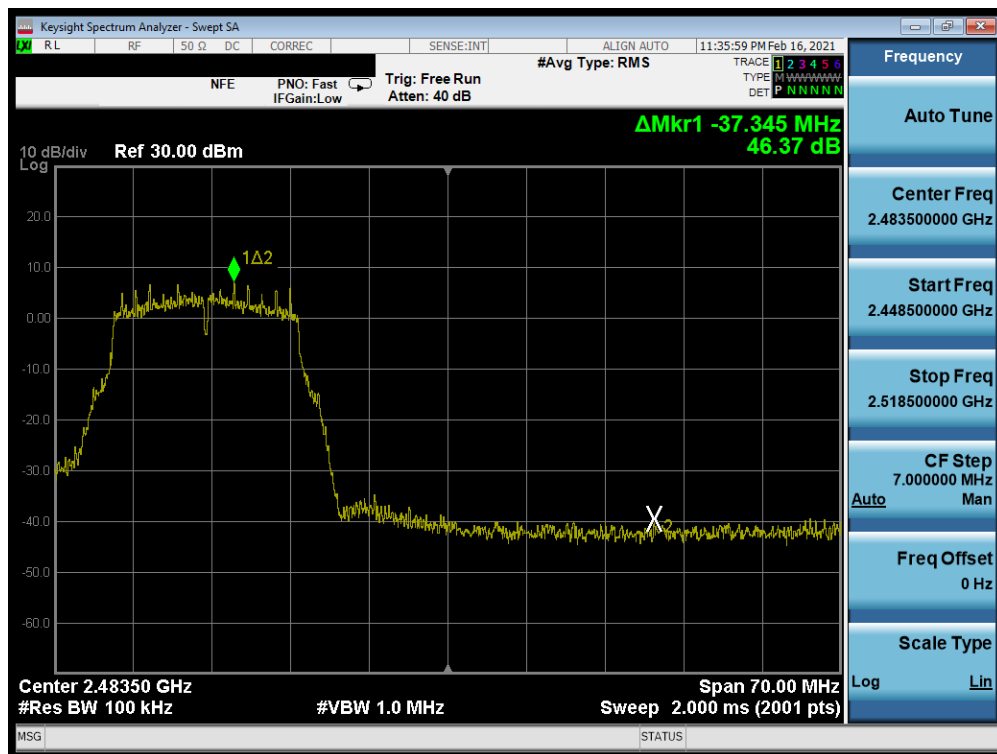 Keysight Spectrum Analyzer - Swept SA
LXI RL RF 50 Ω DC CORREC SENSE:INT ALIGN AUTO 11:35:59 PM Feb 16, 2021
#Avg Type: RMS
TRACE 1 2 3 4 5 6
TYPE M WWWWW
DET P N N N N N
NFE
PNO: Fast
IFGain:Low
Trig: Free Run
Atten: 40 dB
ΔMkr1 -37.345 MHz
46.37 dB
10 dB/div
Log
Ref 30.00 dBm
20.0
10.0
0.00
-10.0
-20.0
-30.0
-40.0
-50.0
-60.0
1Δ2
X2
Center 2.48350 GHz
#Res BW 100 kHz
#VBW 1.0 MHz
Span 70.00 MHz
Sweep 2.000 ms (2001 pts)
MSG
STATUS
Frequency
Auto Tune
Center Freq
2.483500000 GHz
Start Freq
2.448500000 GHz
Stop Freq
2.518500000 GHz
CF Step
7.000000 MHz
Auto Man
Freq Offset
0 Hz
Scale Type
Log Lin